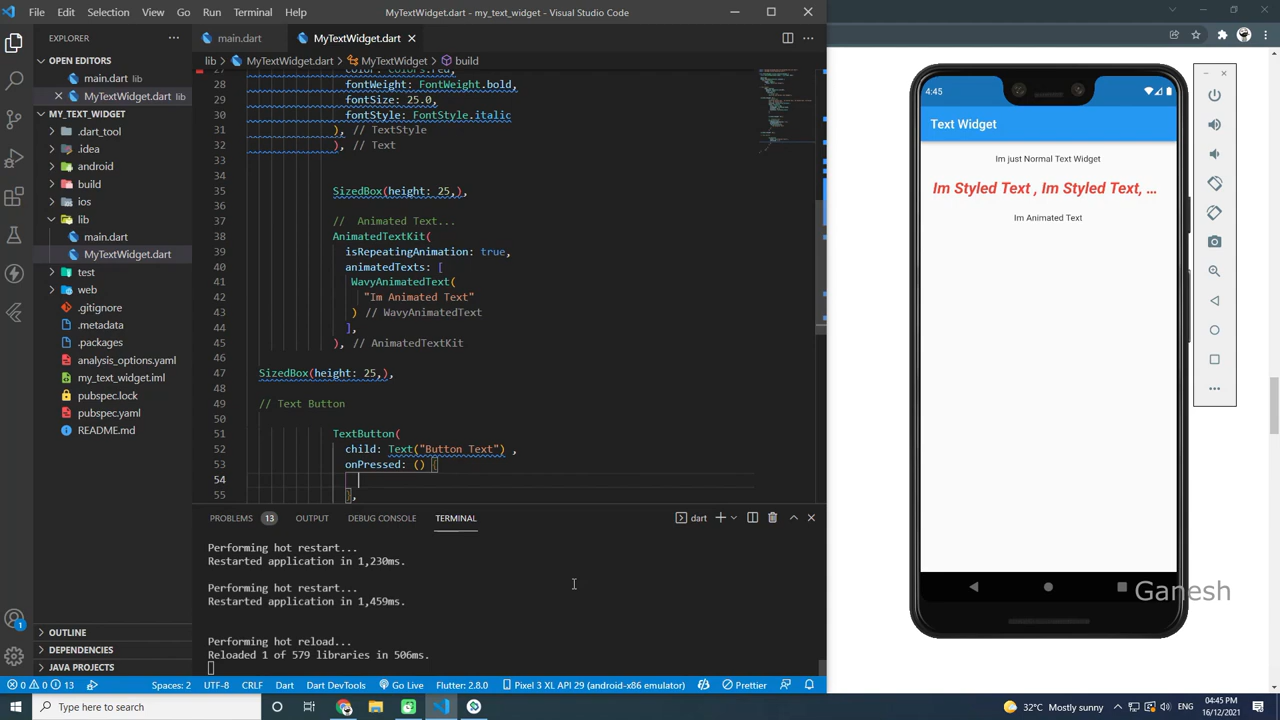 File Edit Selection View Go Run Terminal Help
MyTextWidget.dart - my_text_widget - Visual Studio Code
EXPLORER
OPEN EDITORS
main.dart lib
MyTextWidget.dart lib
MY_TEXT_WIDGET
.dart_tool
.idea
android
build
ios
lib
main.dart
MyTextWidget.dart
test
web
.gitignore
.metadata
.packages
analysis_options.yaml
my_text_widget.iml
pubspec.lock
pubspec.yaml
README.md
OUTLINE
DEPENDENCIES
JAVA PROJECTS
main.dart
MyTextWidget.dart
lib > MyTextWidget.dart > MyTextWidget > build
27 color: Colors.red,
28 fontWeight: FontWeight.bold,
29 fontSize: 25.0,
30 fontStyle: FontStyle.italic
31 ), // TextStyle
32 ), // Text
33
34
35 SizedBox(height: 25,),
36
37 // Animated Text...
38 AnimatedTextKit(
39 isRepeatingAnimation: true,
40 animatedTexts: [
41 WavyAnimatedText(
42 "Im Animated Text"
43 ) // WavyAnimatedText
44 ],
45 ), // AnimatedTextKit
46
47 SizedBox(height: 25,),
48
49 // Text Button
50
51 TextButton(
52 child: Text("Button Text") ,
53 onPressed: () {
54
55 },
PROBLEMS 13 OUTPUT DEBUG CONSOLE TERMINAL
dart
Performing hot restart...
Restarted application in 1,230ms.
Performing hot restart...
Restarted application in 1,459ms.
Performing hot reload...
Reloaded 1 of 579 libraries in 506ms.
1
0 0 13 Spaces: 2 UTF-8 CRLF Dart Dart DevTools Go Live Flutter: 2.8.0 Pixel 3 XL API 29 (android-x86 emulator) Prettier
4:45
Text Widget
Im just Normal Text Widget
Im Styled Text , Im Styled Text, ...
Im Animated Text
Ganesh
Type here to search
32°C Mostly sunny
ENG
04:45 PM
16/12/2021